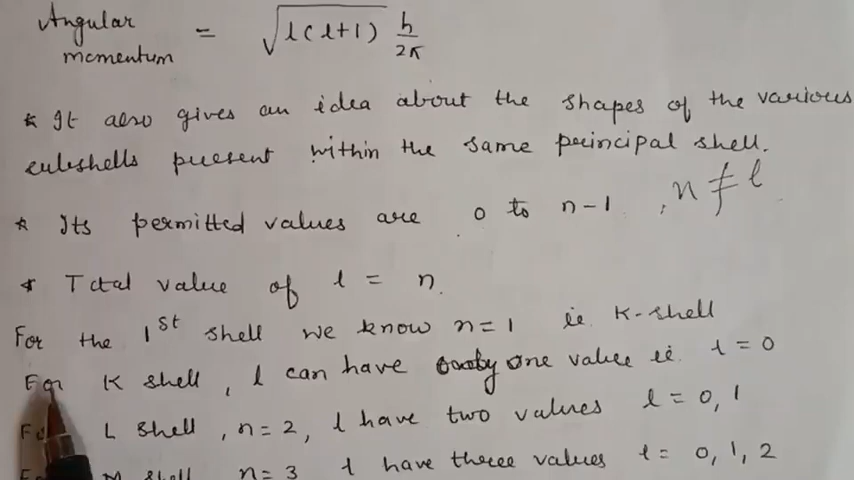 Angular momentum = √l(l+1) h/2π
* It also gives an idea about the shapes of the various
subshells present within the same principal shell.
* Its permitted values are 0 to n-1 , n ≠ l
* Total value of l = n.
For the 1st shell we know n=1 ie K-shell
For K shell, l can have only one value ie. l = 0
L shell, n=2, l have two values l = 0, 1
M shell n=3 l have three values l = 0, 1, 2